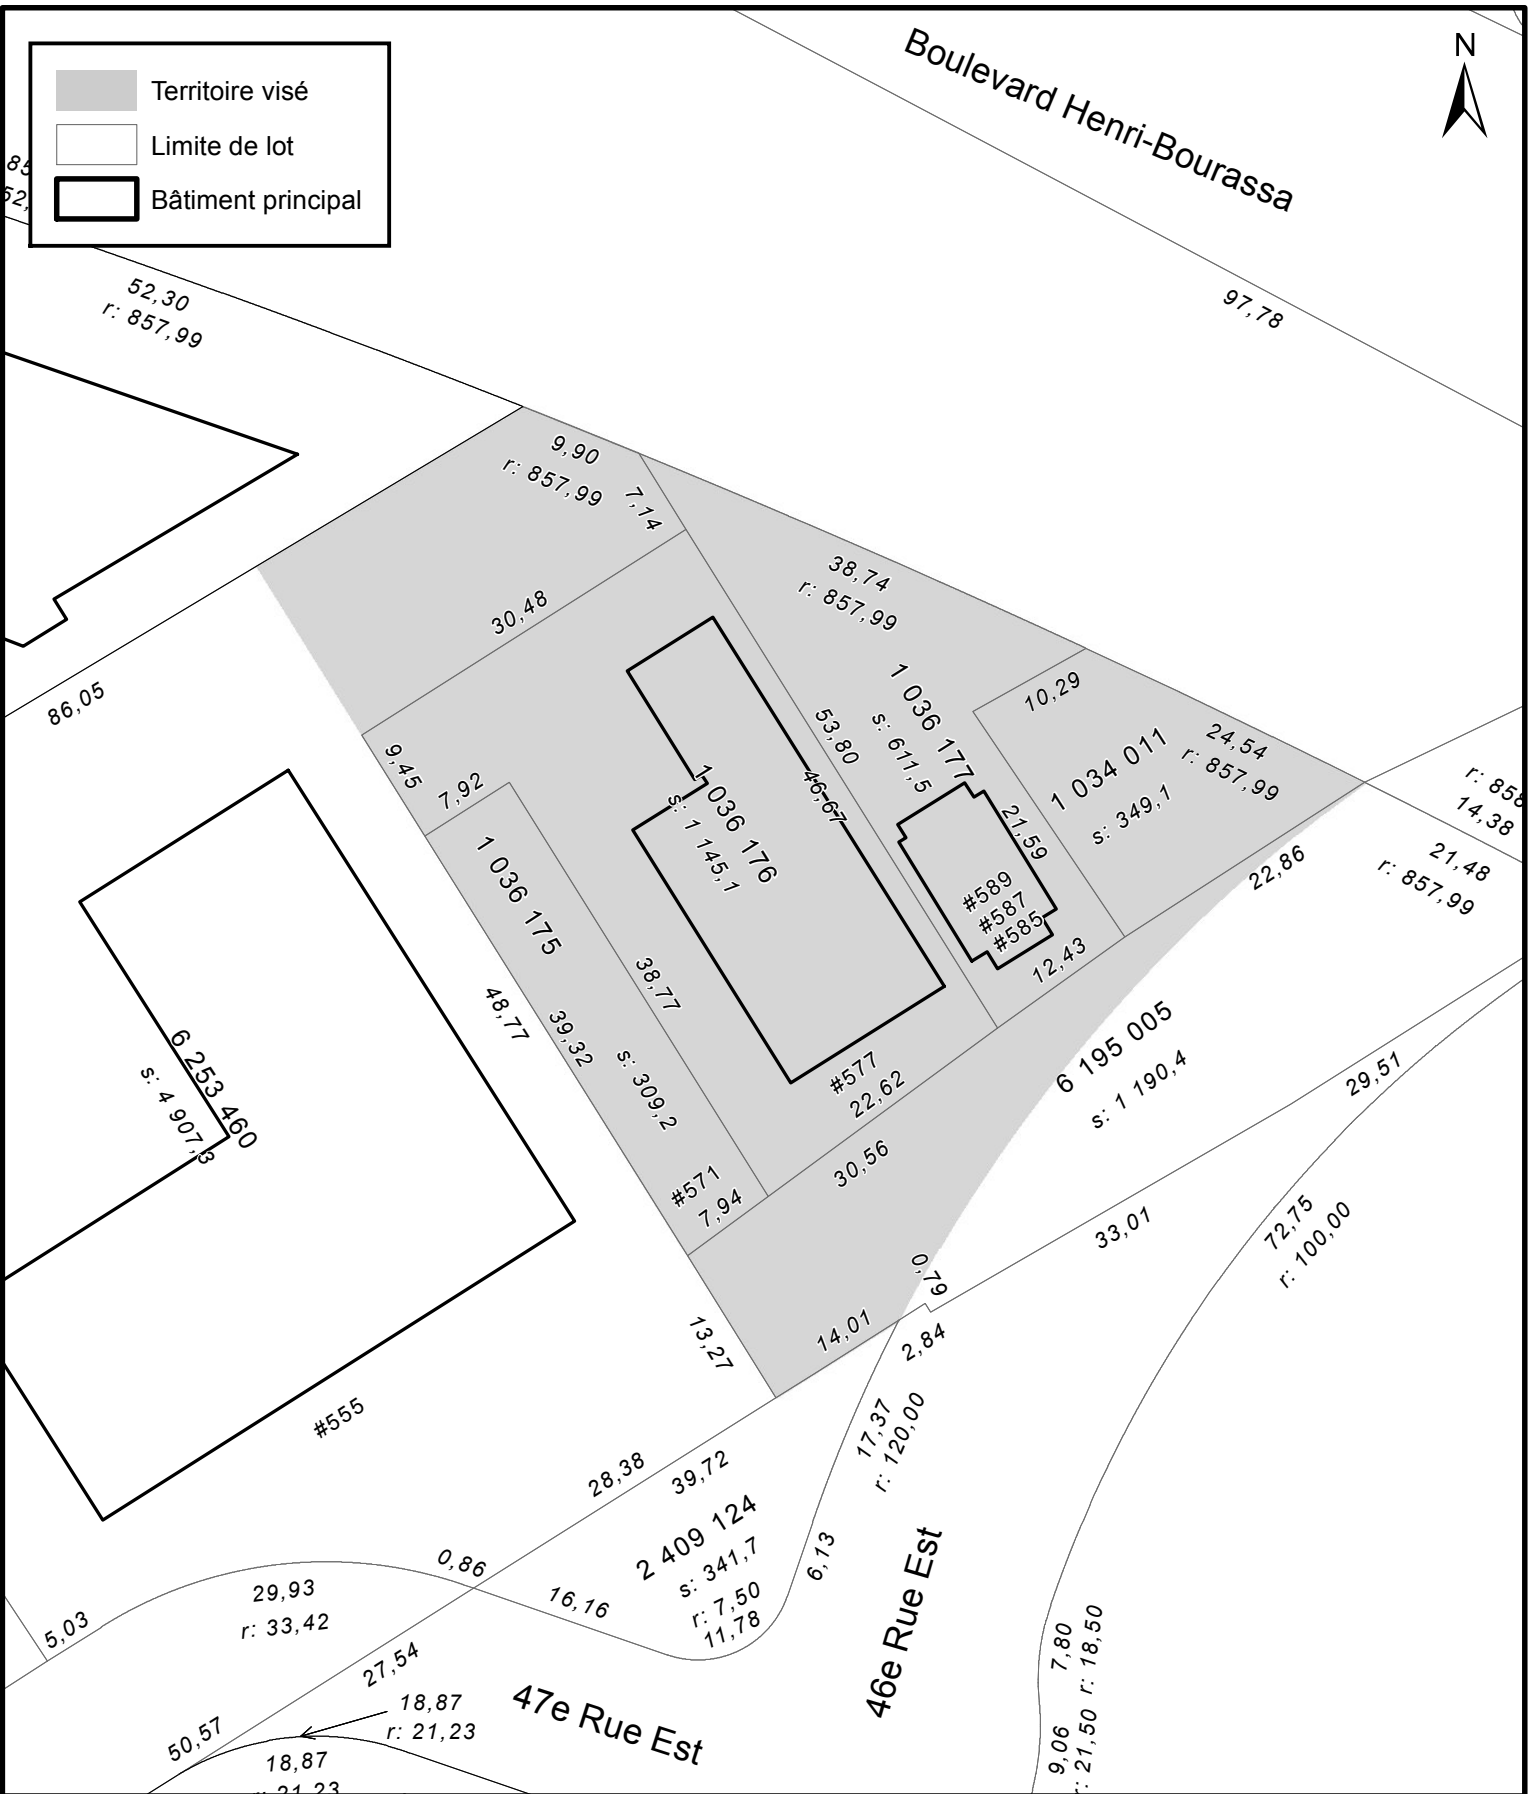 N
Boulevard Henri-Bourassa
Territoire visé
Limite de lot
Bâtiment principal
85
52,
52,30
r: 857,99
97,78
9,90
r: 857,99
7,14
38,74
r: 857,99
30,48
86,05
10,29
24,54
r: 857,99
1 036 177
s: 611,5
1 034 011
s: 349,1
53,80
46,67
9,45
7,92
1 036 176
s: 1 145,1
21,59
r: 858
14,38
21,48
r: 857,99
22,86
1 036 175
#589
#587
#585
12,43
38,77
48,77
39,32
s: 309,2
6 253 460
s: 4 907,3
6 195 005
s: 1 190,4
29,51
#577
22,62
30,56
#571
7,94
33,01
72,75
r: 100,00
0,79
14,01
2,84
13,27
#555
17,37
r: 120,00
28,38
39,72
2 409 124
s: 341,7
r: 7,50
11,78
6,13
46e Rue Est
0,86
29,93
r: 33,42
16,16
5,03
27,54
18,87
r: 21,23
47e Rue Est
50,57
18,87
r: 21,23
7,80
r: 18,50
9,06
r: 21,50